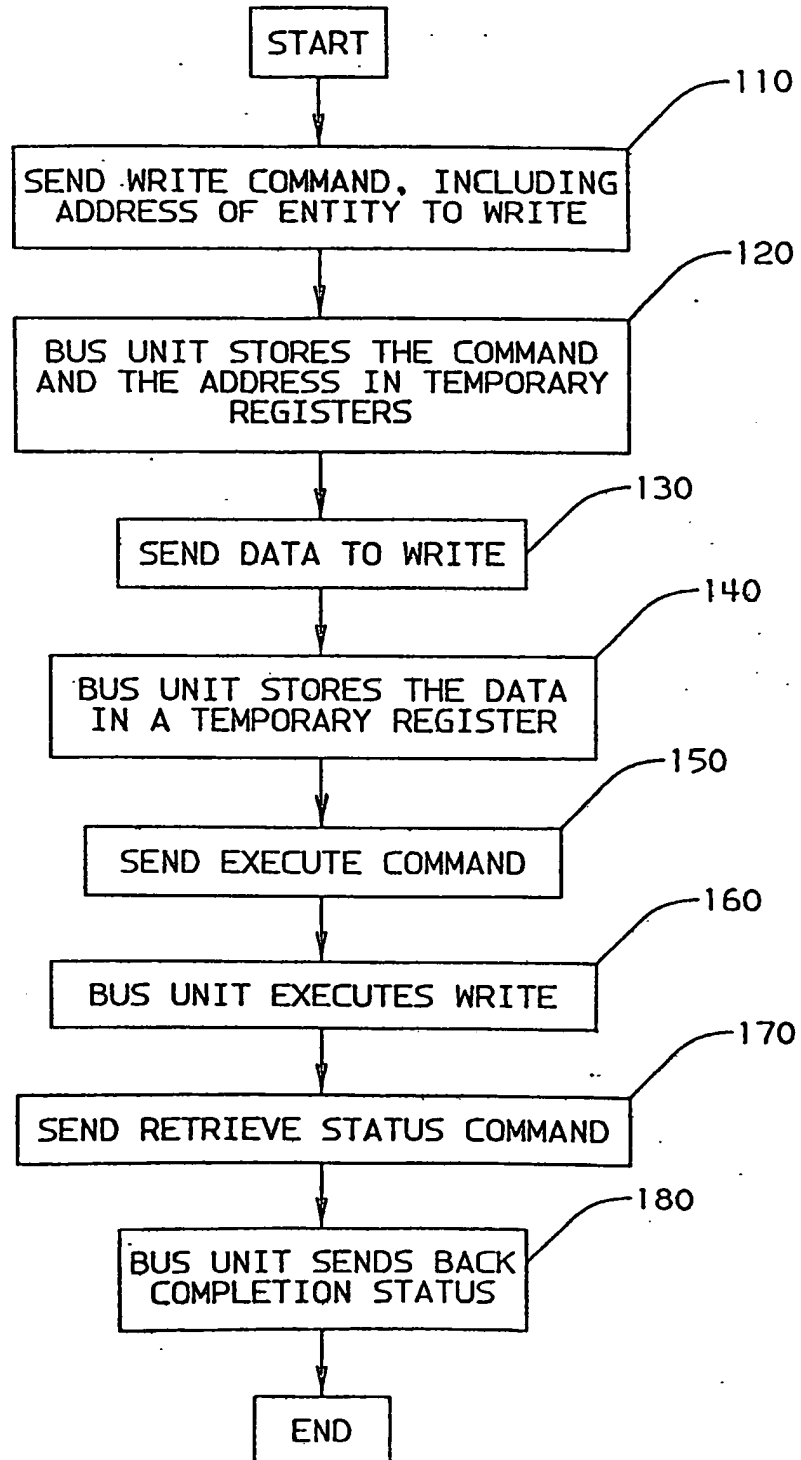 START
110
SEND WRITE COMMAND, INCLUDING
ADDRESS OF ENTITY TO WRITE
120
BUS UNIT STORES THE COMMAND
AND THE ADDRESS IN TEMPORARY
REGISTERS
130
SEND DATA TO WRITE
140
BUS UNIT STORES THE DATA
IN A TEMPORARY REGISTER
150
SEND EXECUTE COMMAND
160
BUS UNIT EXECUTES WRITE
170
SEND RETRIEVE STATUS COMMAND
180
BUS UNIT SENDS BACK
COMPLETION STATUS
END